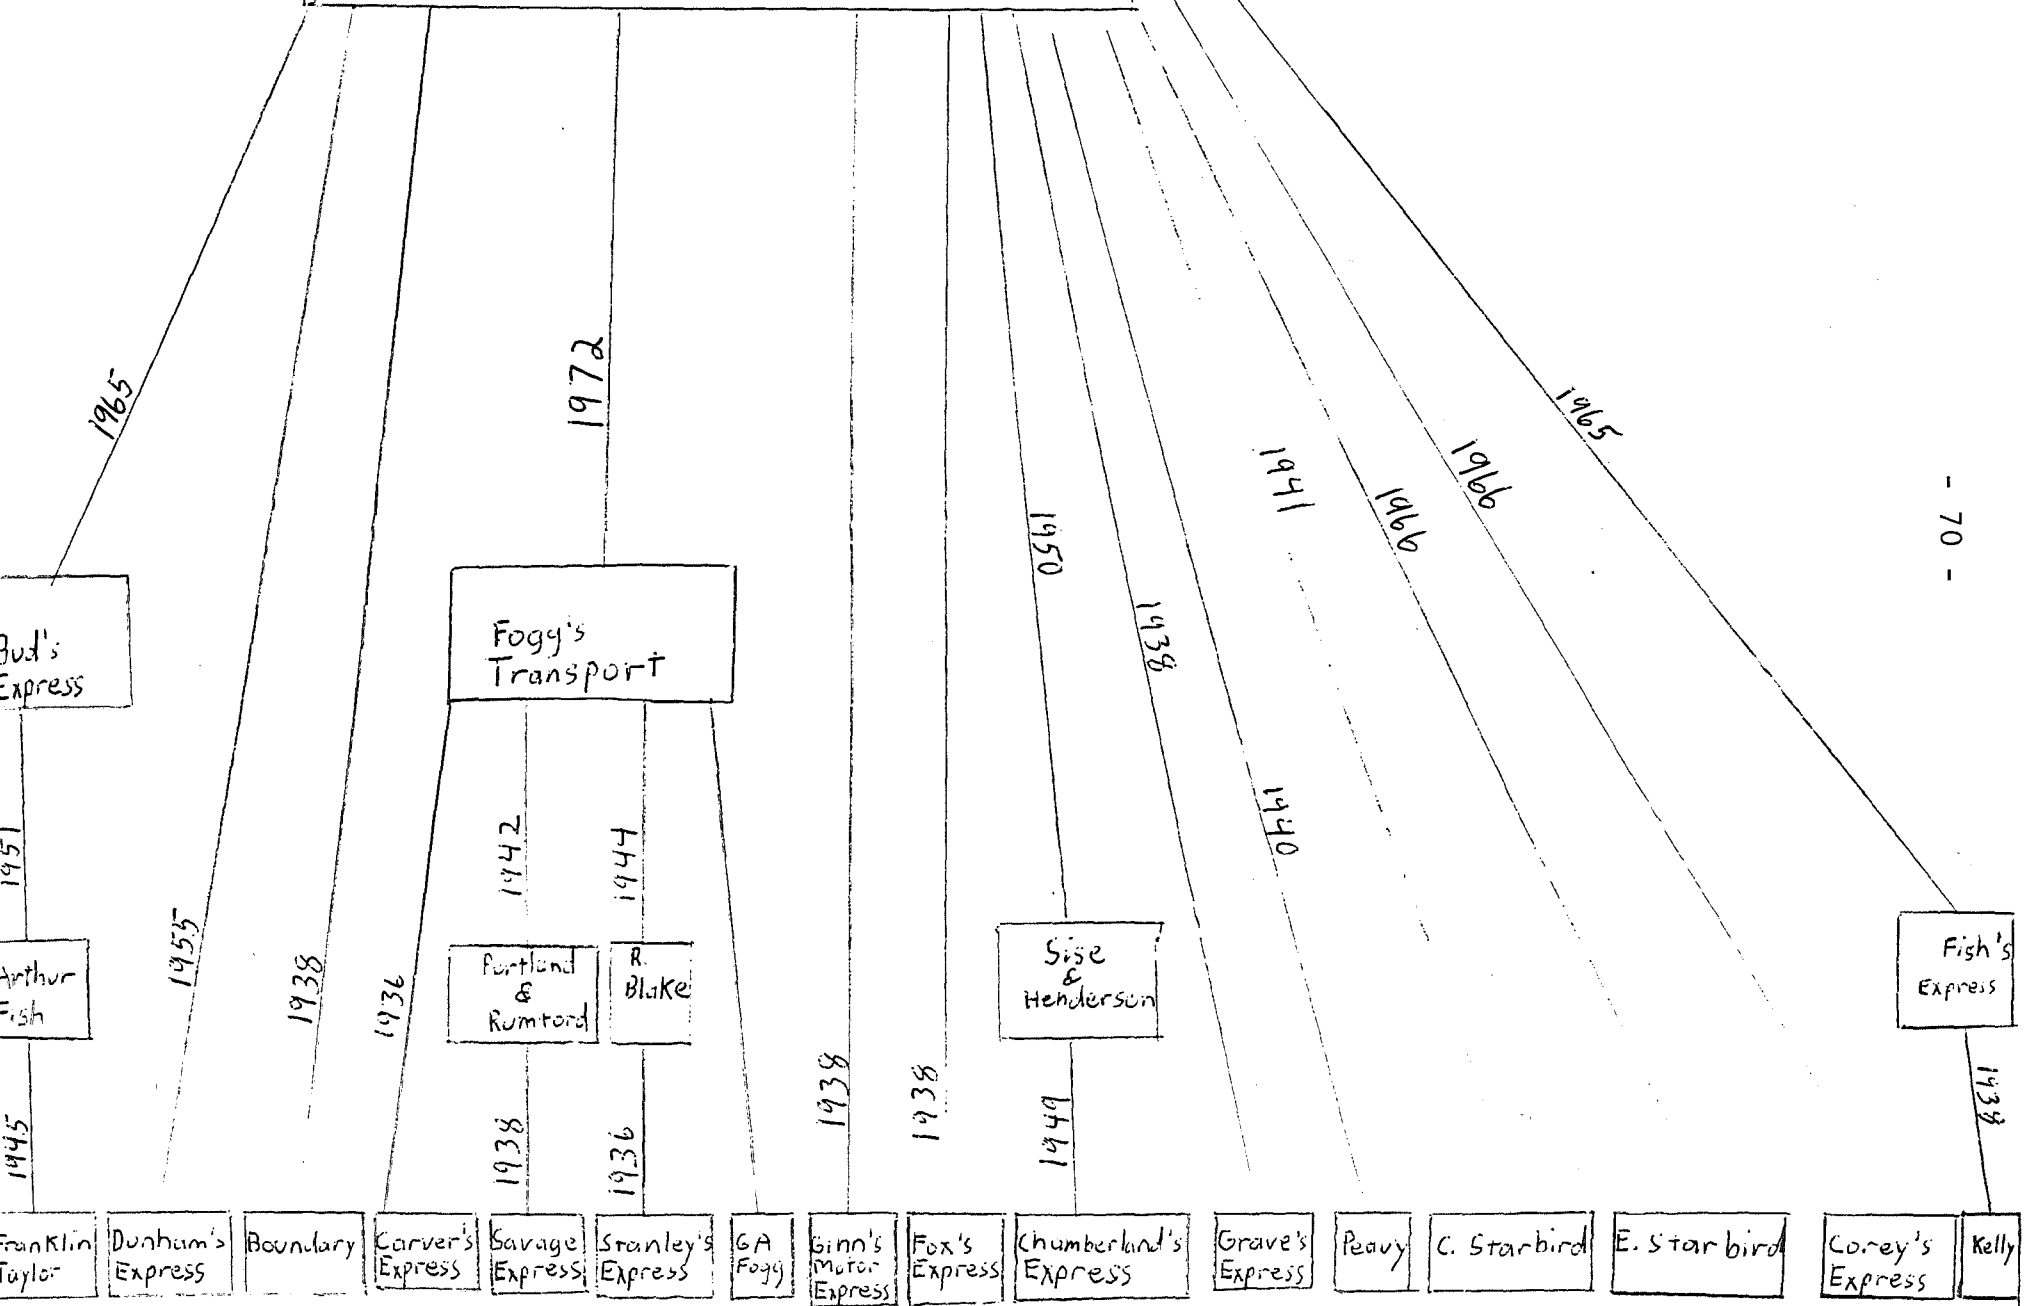 1965
1972
1965
1966
1966
1941
1950
1938
- 70 -
Bud's
Express
Fogg's
Transport
1951
1942
1944
1940
1955
1938
1936
Arthur
Fish
Portland
&
Rumford
R.
Blake
Sise
&
Henderson
Fish's
Express
1945
1938
1936
1938
1938
1949
1938
Franklin
Taylor
Dunham's
Express
Boundary
Carver's
Express
Savage
Express
Stanley's
Express
GA
Fogg
Ginn's
Motor
Express
Fox's
Express
Chumberland's
Express
Grave's
Express
Peavy
C. Starbird
E. Starbird
Corey's
Express
Kelly